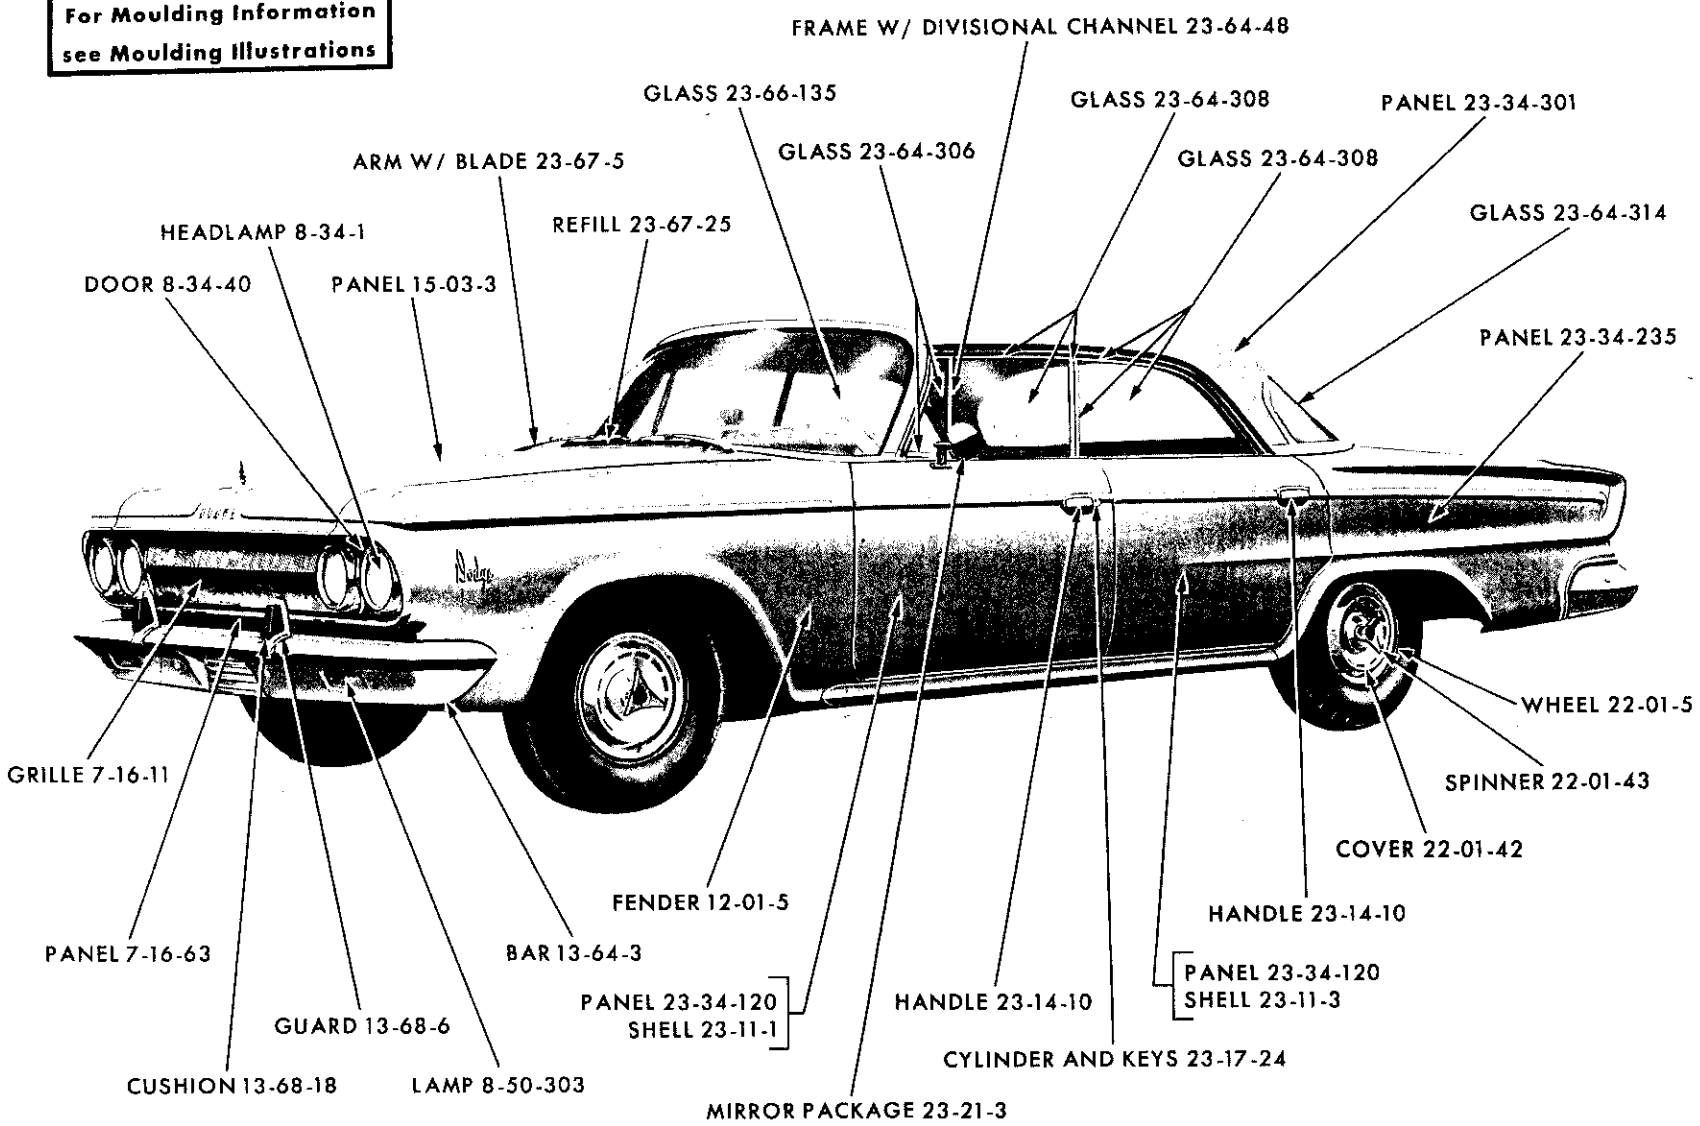 For Moulding Information
see Moulding Illustrations
FRAME W/ DIVISIONAL CHANNEL 23-64-48
GLASS 23-66-135
GLASS 23-64-308
PANEL 23-34-301
GLASS 23-64-306
GLASS 23-64-308
ARM W/ BLADE 23-67-5
GLASS 23-64-314
REFILL 23-67-25
HEADLAMP 8-34-1
DOOR 8-34-40
PANEL 15-03-3
PANEL 23-34-235
DODGE
Dodge
WHEEL 22-01-5
GRILLE 7-16-11
SPINNER 22-01-43
COVER 22-01-42
FENDER 12-01-5
HANDLE 23-14-10
PANEL 7-16-63
BAR 13-64-3
PANEL 23-34-120
SHELL 23-11-3
PANEL 23-34-120
SHELL 23-11-1
HANDLE 23-14-10
GUARD 13-68-6
CYLINDER AND KEYS 23-17-24
CUSHION 13-68-18
LAMP 8-50-303
MIRROR PACKAGE 23-21-3